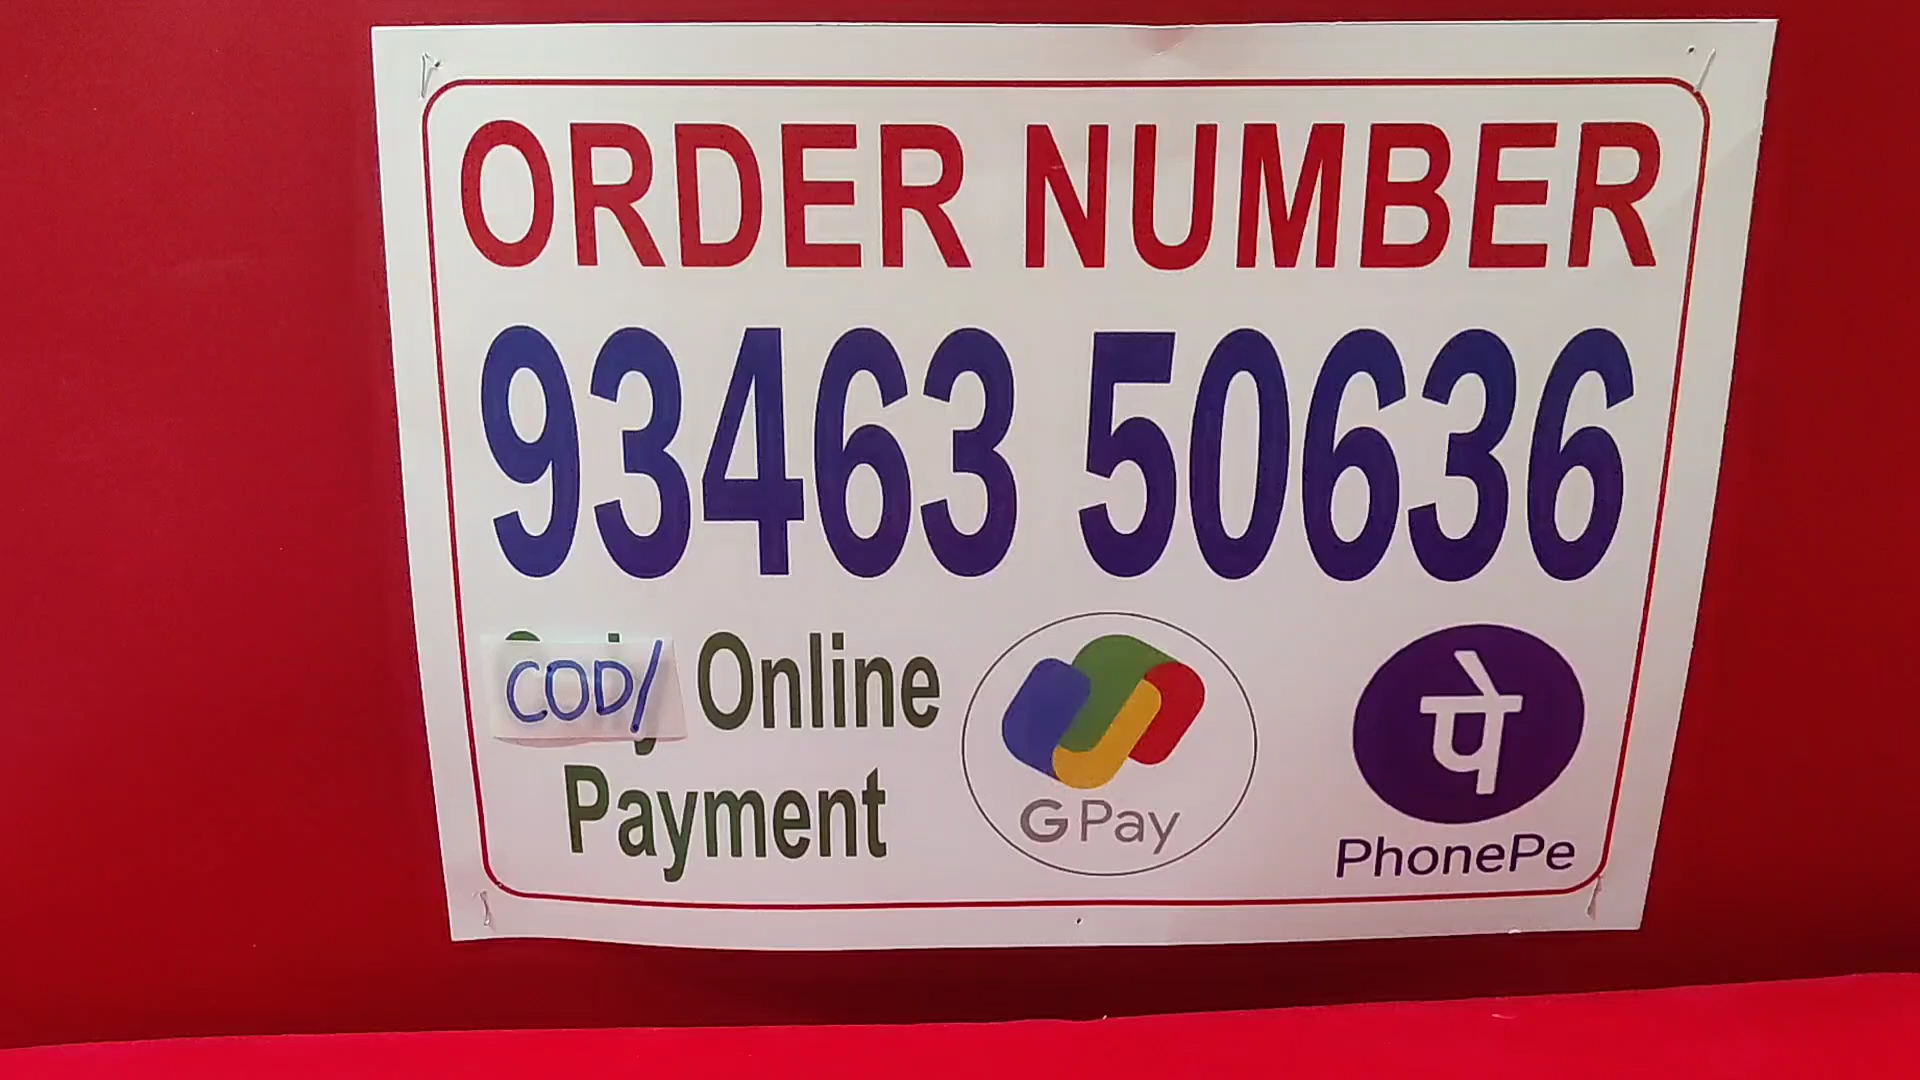 ORDER NUMBER
93463 50636
COD/ Online
Payment
G Pay
पे
PhonePe